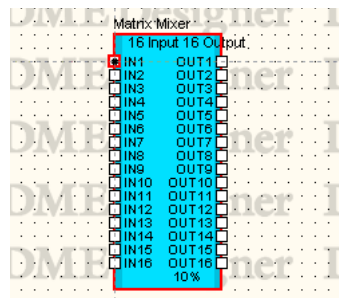 DME Designer
Matrix Mixer
16 Input 16 Output
IN1 OUT1
IN2 OUT2
IN3 OUT3
IN4 OUT4
IN5 OUT5
IN6 OUT6
IN7 OUT7
IN8 OUT8
IN9 OUT9
IN10 OUT10
IN11 OUT11
IN12 OUT12
IN13 OUT13
IN14 OUT14
IN15 OUT15
IN16 OUT16
10%